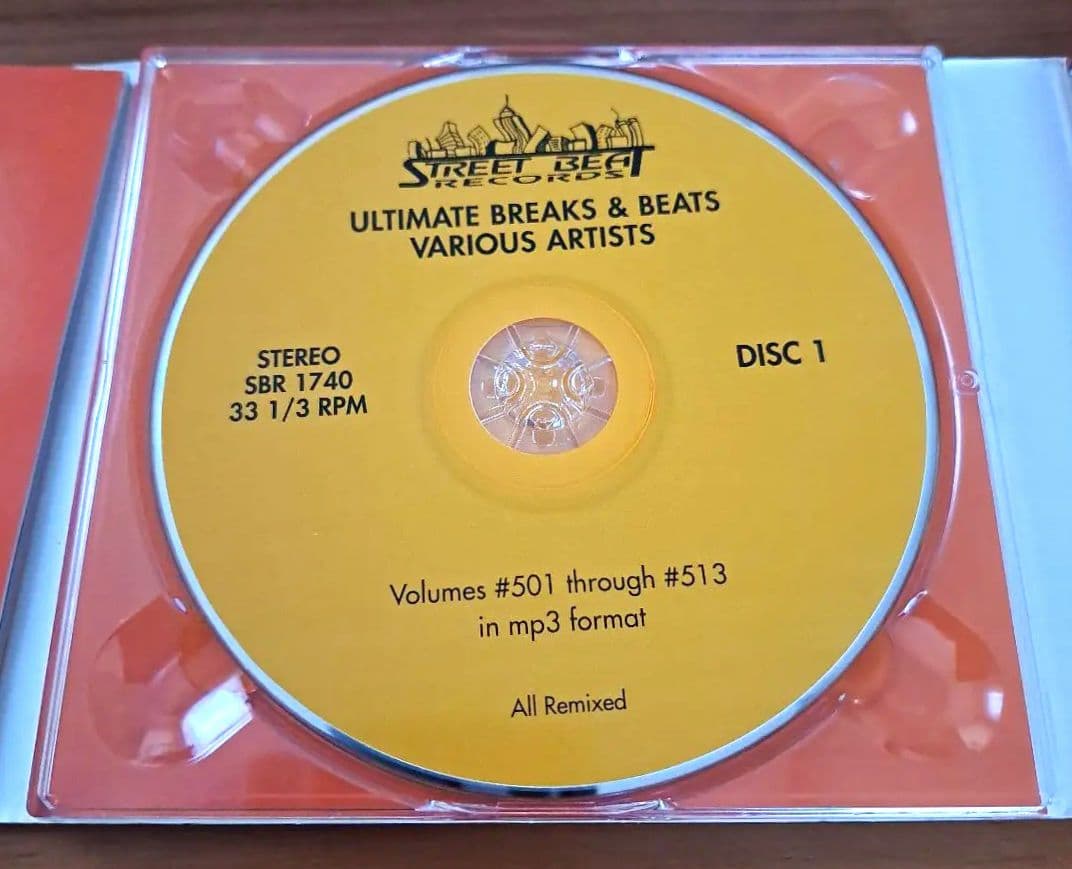 STREET BEAT
RECORDS
ULTIMATE BREAKS & BEATS
VARIOUS ARTISTS
STEREO
SBR 1740
33 1/3 RPM
DISC 1
Volumes #501 through #513
in mp3 format
All Remixed